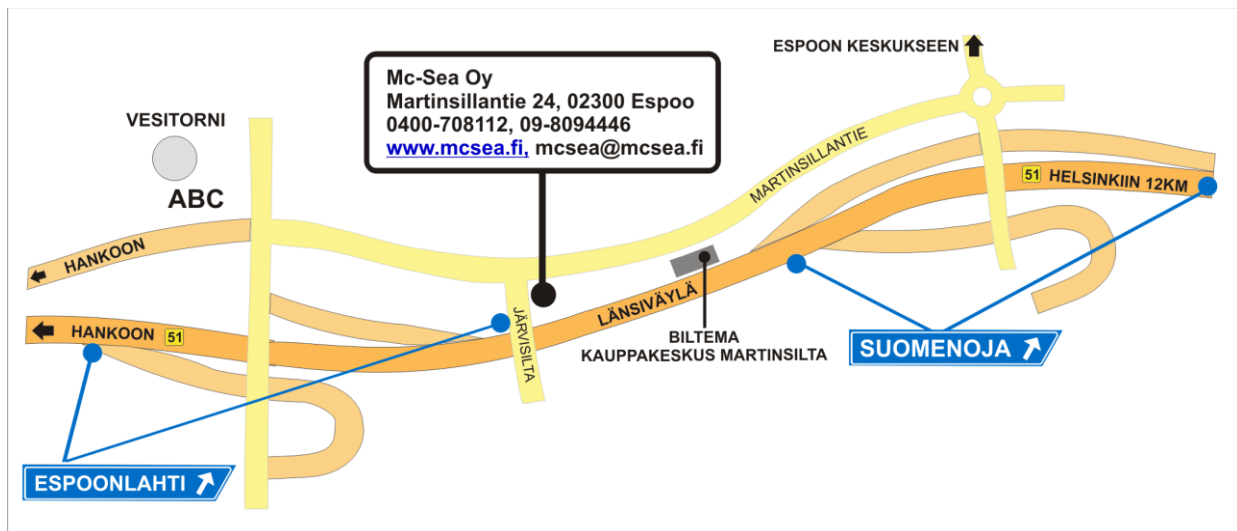 ESPOON KESKUKSEEN
Mc-Sea Oy
Martinsillantie 24, 02300 Espoo
0400-708112, 09-8094446
www.mcsea.fi, mcsea@mcsea.fi
VESITORNI
ABC
MARTINSILLANTIE
51 HELSINKIIN 12KM
HANKOON
LÄNSIVÄYLÄ
JÄRVISILTA
HANKOON 51
BILTEMA
KAUPPAKESKUS MARTINSILTA
SUOMENOJA
ESPOONLAHTI